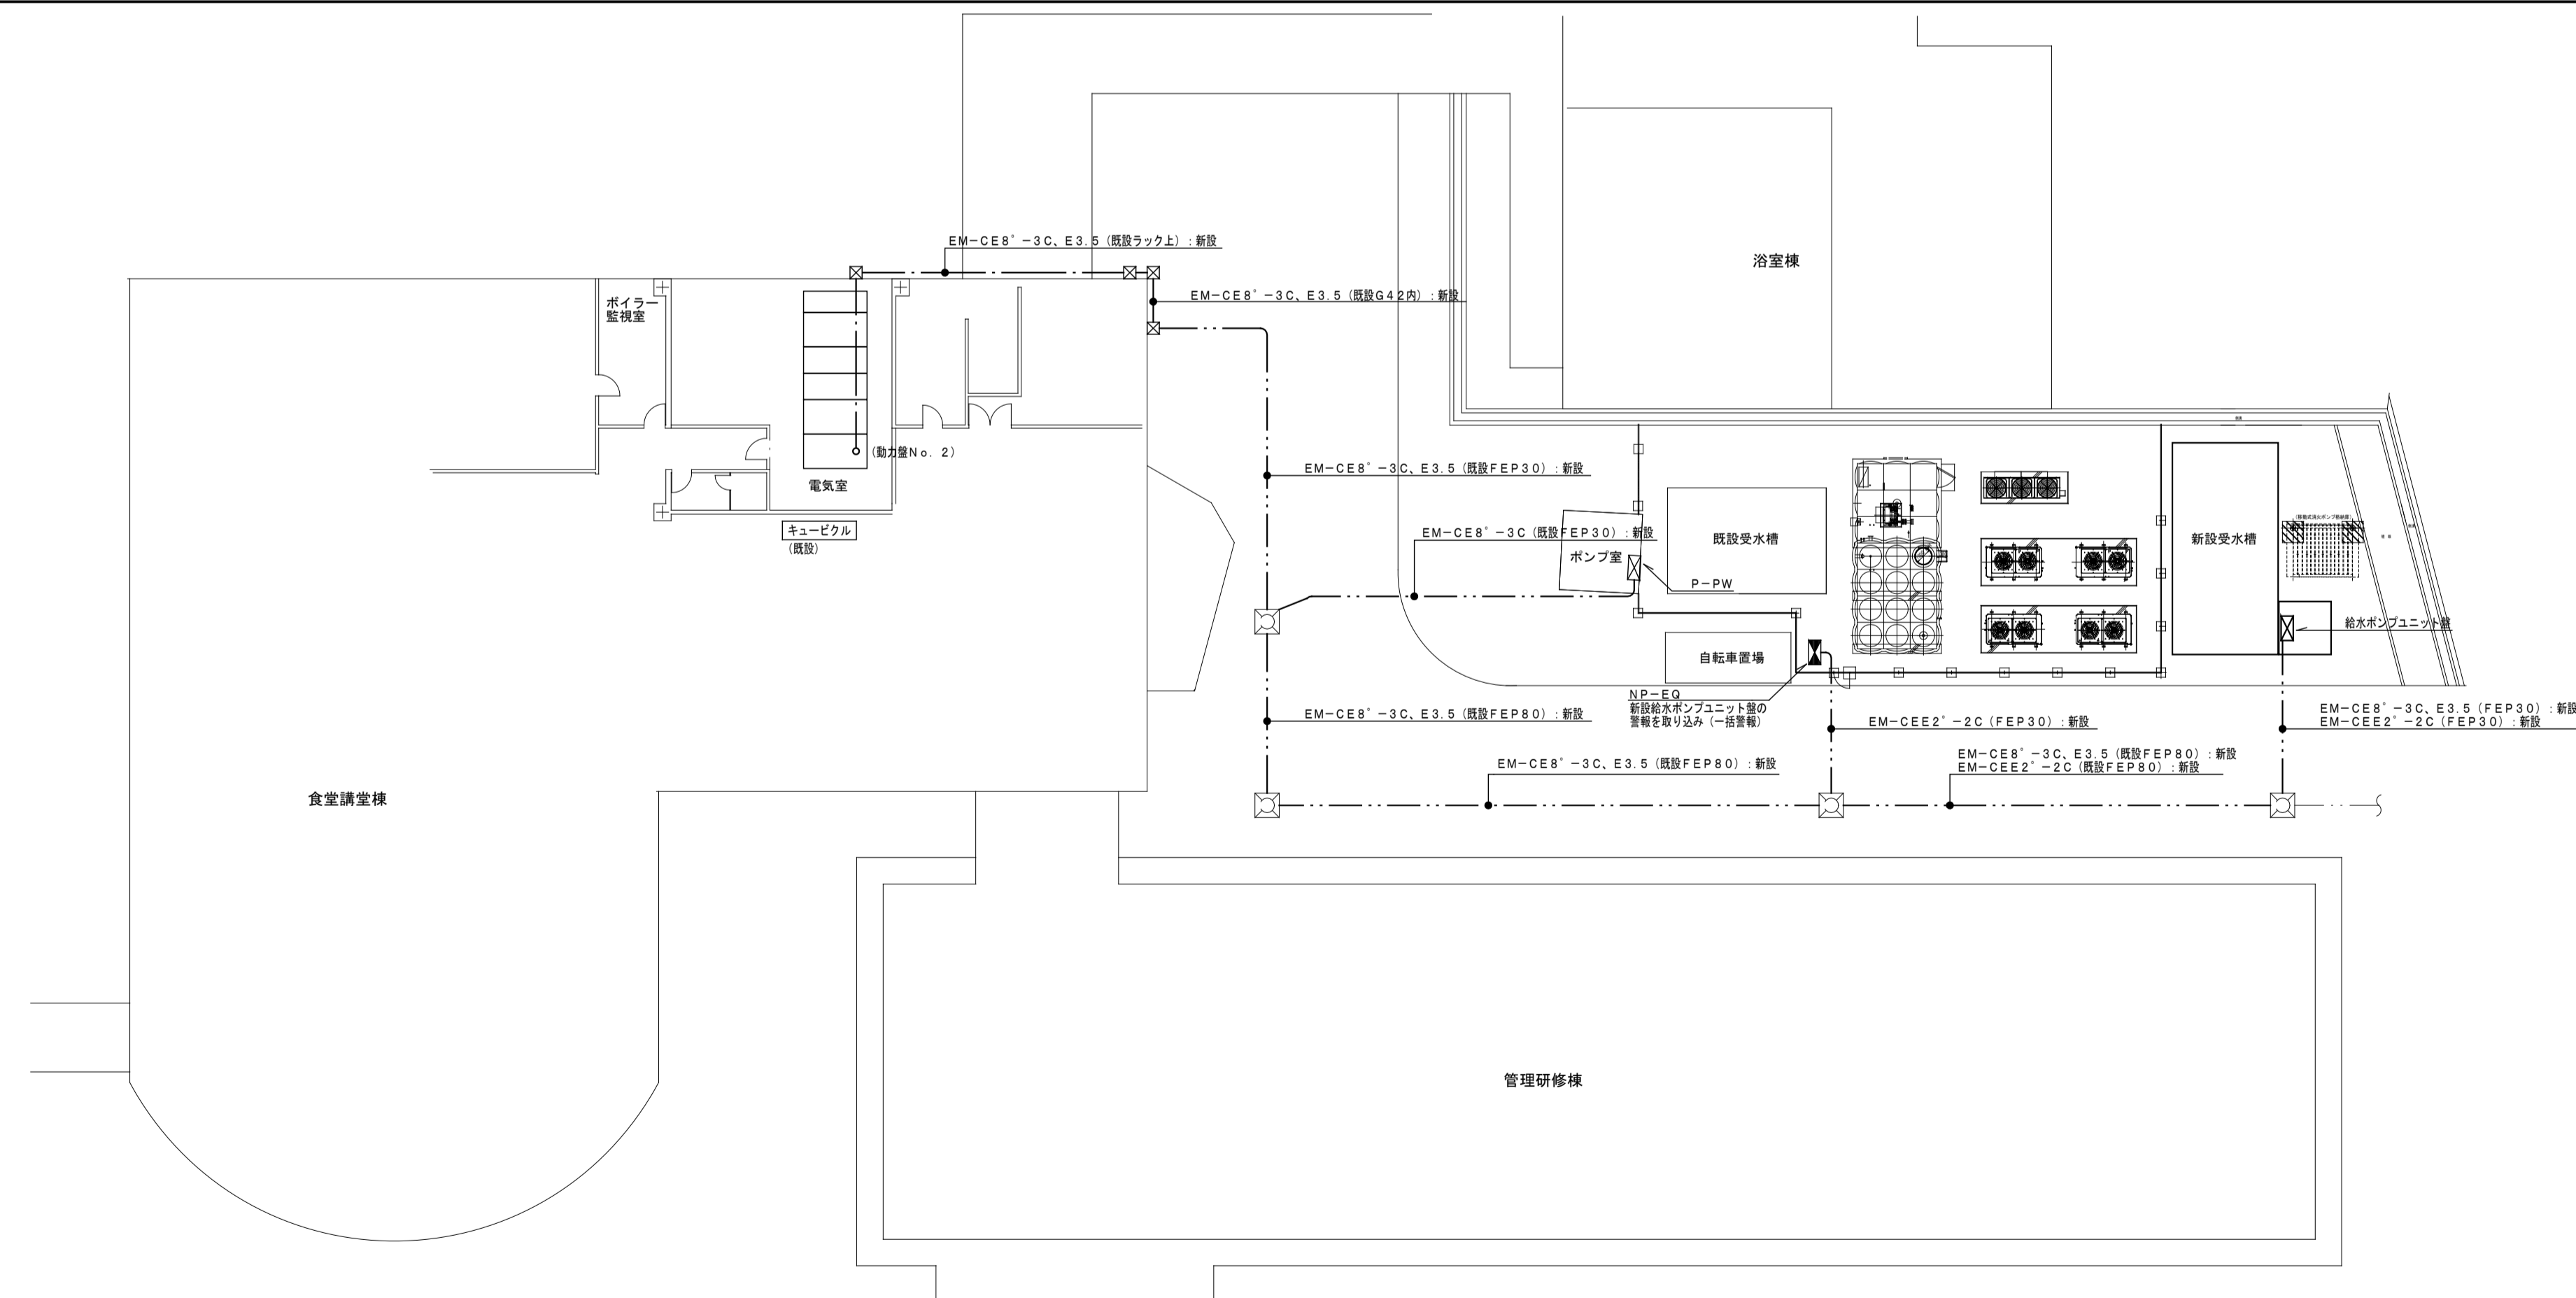 EM-CE8°-3C、E3.5（既設ラック上）:新設
浴室棟
ボイラー
監視室
EM-CE8°-3C、E3.5（既設G42内）:新設
（動力盤No.2）
EM-CE8°-3C、E3.5（既設FEP30）:新設
電気室
キュービクル
（既設）
EM-CE8°-3C（既設FEP30）:新設
既設受水槽
新設受水槽
（移動式消火ポンプ格納庫）
ポンプ室
P-PW
給水ポンプユニット盤
自転車置場
NP-EQ
新設給水ポンプユニット盤の
警報を取り込み（一括警報）
EM-CE8°-3C、E3.5（既設FEP80）:新設
EM-CEE2°-2C（FEP30）:新設
EM-CE8°-3C、E3.5（FEP30）:新設
EM-CEE2°-2C（FEP30）:新設
EM-CE8°-3C、E3.5（既設FEP80）:新設
EM-CE8°-3C、E3.5（既設FEP80）:新設
EM-CEE2°-2C（既設FEP80）:新設
食堂講堂棟
管理研修棟